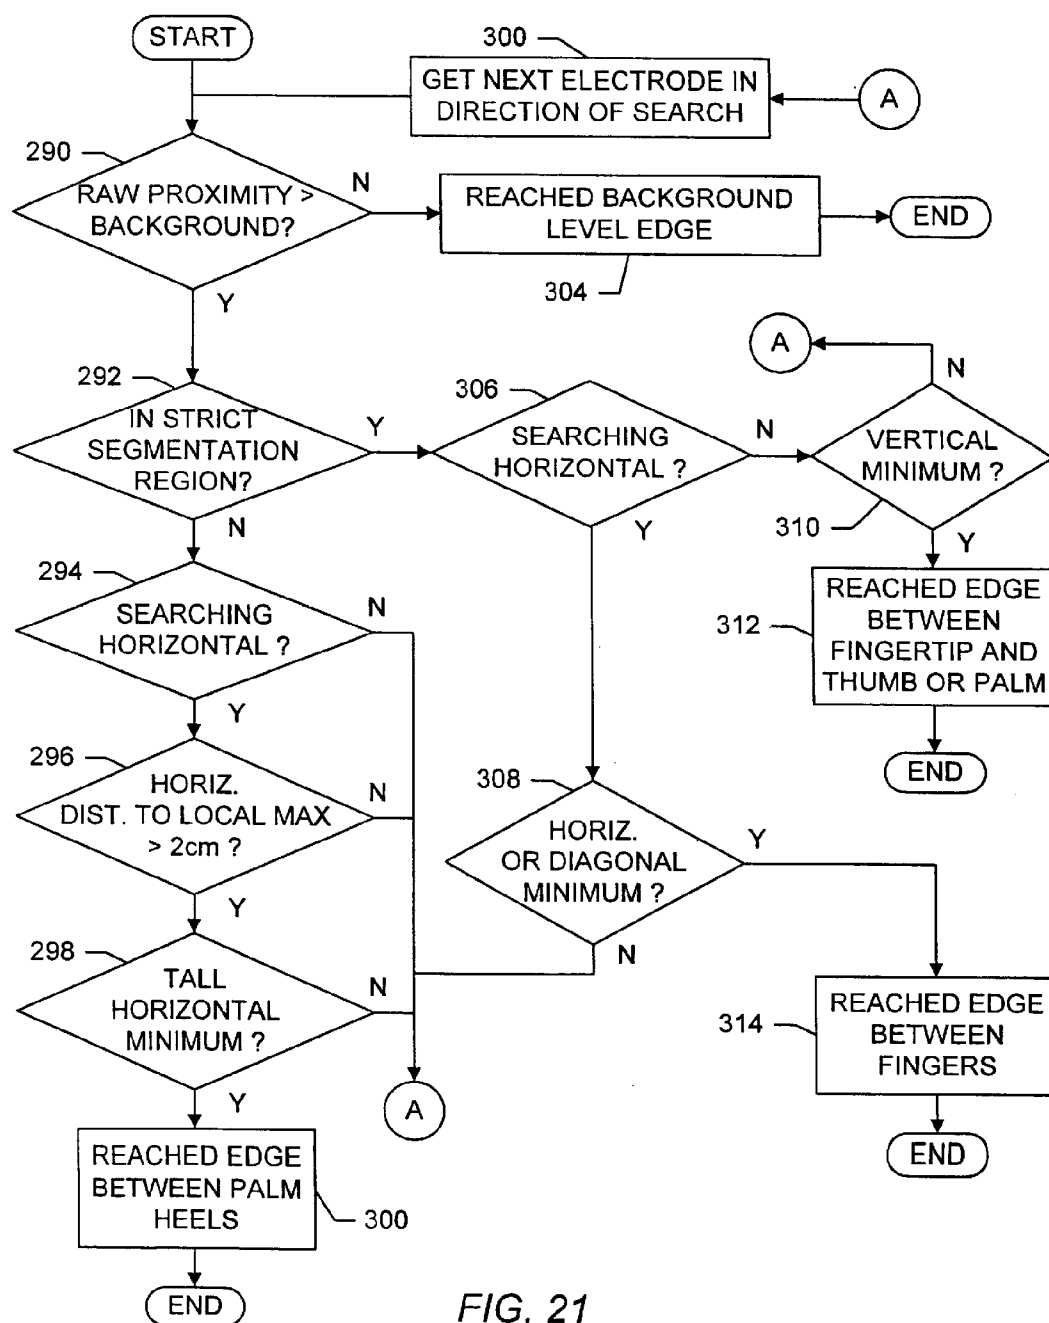 START
300
GET NEXT ELECTRODE IN
DIRECTION OF SEARCH
A
290
RAW PROXIMITY >
BACKGROUND?
N
REACHED BACKGROUND
LEVEL EDGE
END
304
Y
A
N
292
IN STRICT
SEGMENTATION
REGION?
Y
306
SEARCHING
HORIZONTAL ?
N
VERTICAL
MINIMUM ?
310
Y
N
Y
294
SEARCHING
HORIZONTAL ?
N
312
REACHED EDGE
BETWEEN
FINGERTIP AND
THUMB OR PALM
END
Y
296
HORIZ.
DIST. TO LOCAL MAX
> 2cm ?
N
308
HORIZ.
OR DIAGONAL
MINIMUM ?
Y
N
Y
298
TALL
HORIZONTAL
MINIMUM ?
N
314
REACHED EDGE
BETWEEN
FINGERS
A
Y
END
REACHED EDGE
BETWEEN PALM
HEELS
300
END
FIG. 21